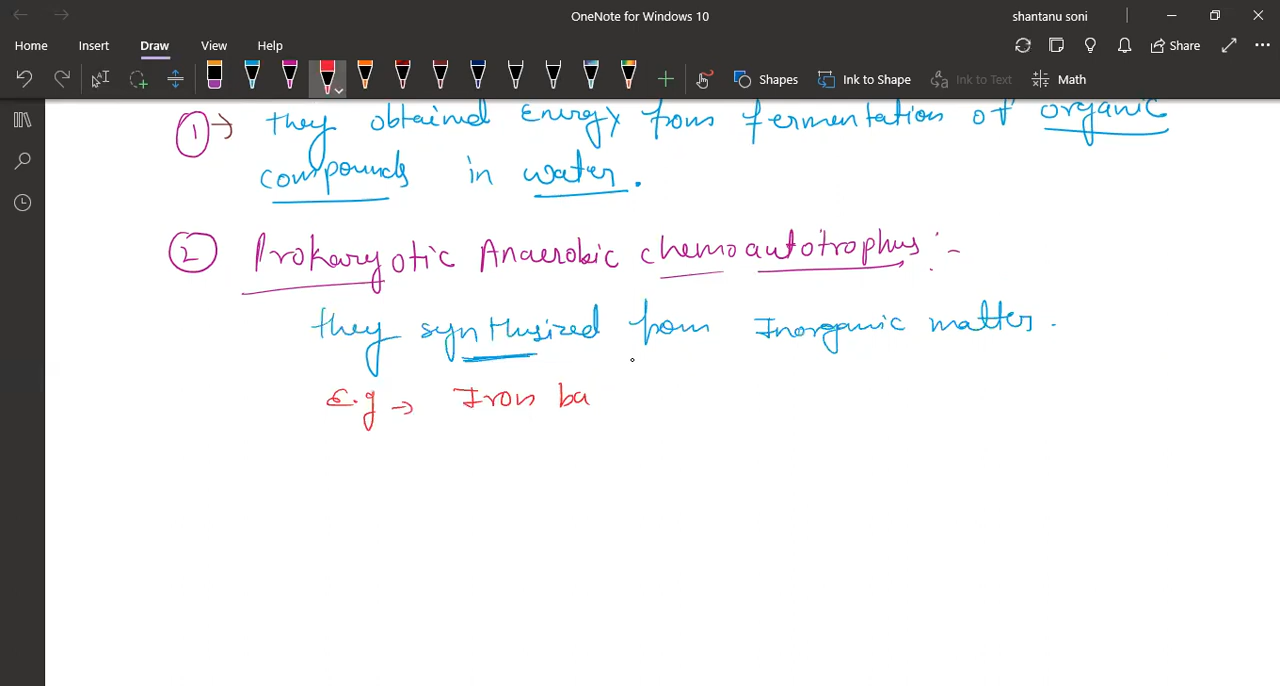 OneNote for Windows 10
shantanu soni
Home Insert Draw View Help
Share
Shapes Ink to Shape Ink to Text Math
1 → they obtained Energy from fermentation of organic
compounds in water.
2 Prokaryotic Anaerobic chemoautotrophus :-
they synthusized from Inorganic matter.
E.g → Iron ba